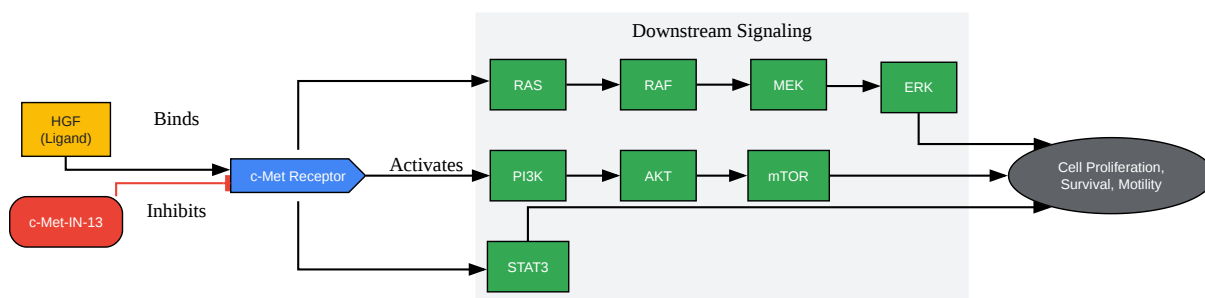 Downstream Signaling
RAS
RAF
MEK
ERK
HGF
(Ligand)
Binds
c-Met Receptor
Activates
PI3K
AKT
mTOR
Cell Proliferation,
Survival, Motility
c-Met-IN-13
Inhibits
STAT3